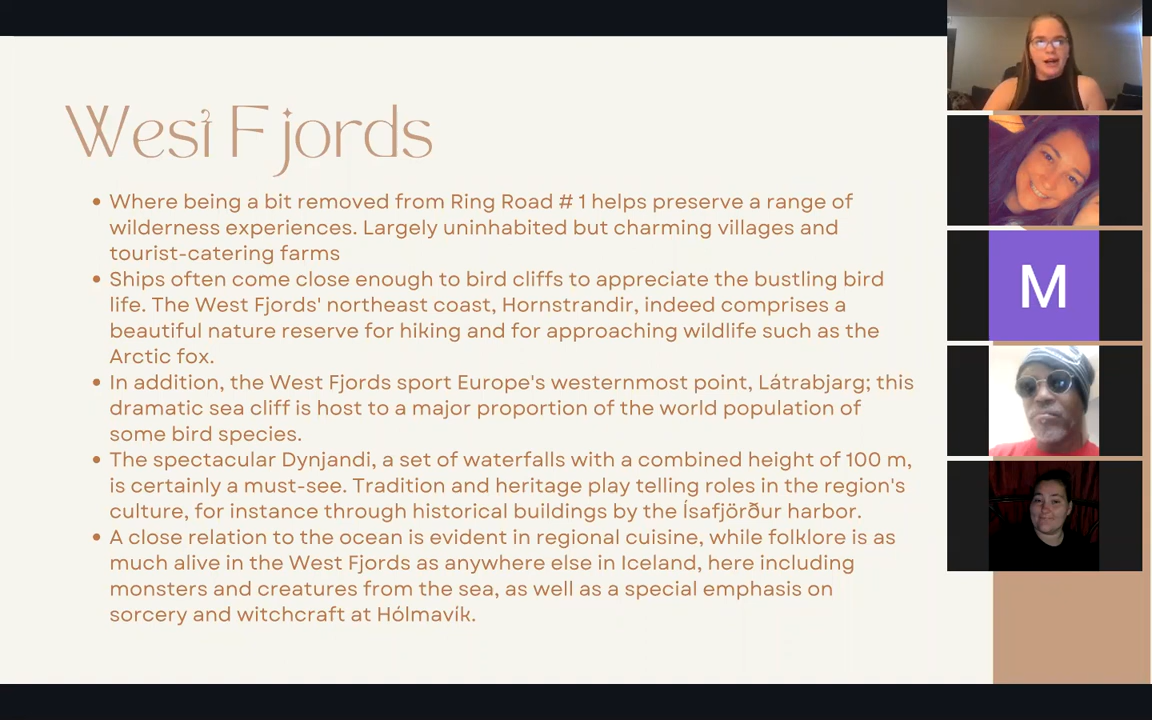 West Fjords
• Where being a bit removed from Ring Road # 1 helps preserve a range of
wilderness experiences. Largely uninhabited but charming villages and
tourist-catering farms
• Ships often come close enough to bird cliffs to appreciate the bustling bird
life. The West Fjords' northeast coast, Hornstrandir, indeed comprises a
beautiful nature reserve for hiking and for approaching wildlife such as the
Arctic fox.
• In addition, the West Fjords sport Europe's westernmost point, Látrabjarg; this
dramatic sea cliff is host to a major proportion of the world population of
some bird species.
• The spectacular Dynjandi, a set of waterfalls with a combined height of 100 m,
is certainly a must-see. Tradition and heritage play telling roles in the region's
culture, for instance through historical buildings by the Ísafjörður harbor.
• A close relation to the ocean is evident in regional cuisine, while folklore is as
much alive in the West Fjords as anywhere else in Iceland, here including
monsters and creatures from the sea, as well as a special emphasis on
sorcery and witchcraft at Hólmavík.
M